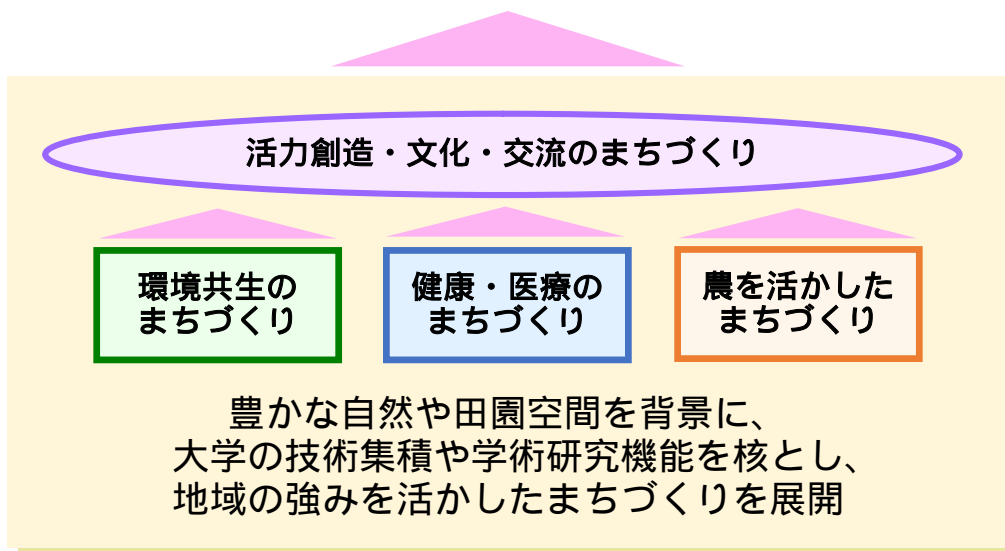 活力創造・文化・交流のまちづくり
環境共生の
まちづくり
健康・医療の
まちづくり
農を活かした
まちづくり
豊かな自然や田園空間を背景に、
大学の技術集積や学術研究機能を核とし、
地域の強みを活かしたまちづくりを展開